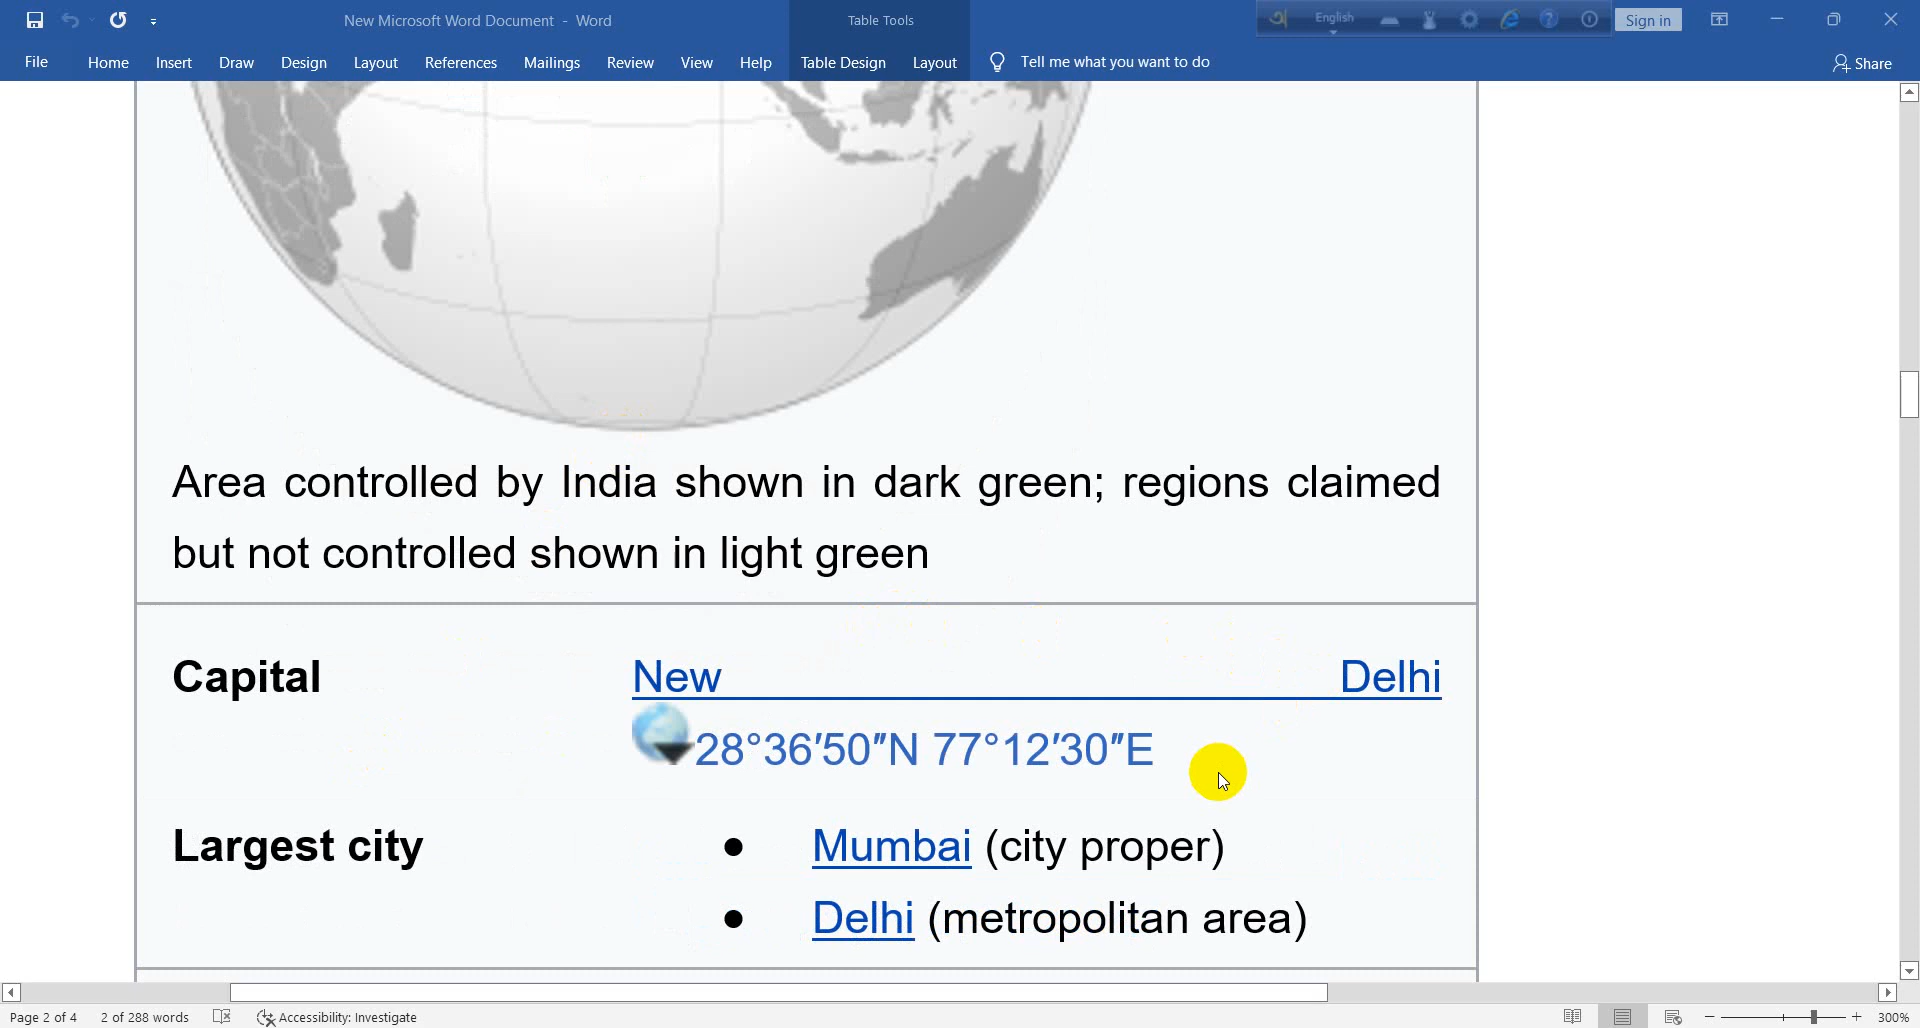 New Microsoft Word Document - Word
Table Tools
অ
English
Sign in
File Home Insert Draw Design Layout References Mailings Review View Help Table Design Layout Tell me what you want to do Share
Area controlled by India shown in dark green; regions claimed
but not controlled shown in light green
Capital New Delhi
28°36′50″N 77°12′30″E
Largest city ● Mumbai (city proper)
● Delhi (metropolitan area)
Page 2 of 4 2 of 288 words Accessibility: Investigate 300%